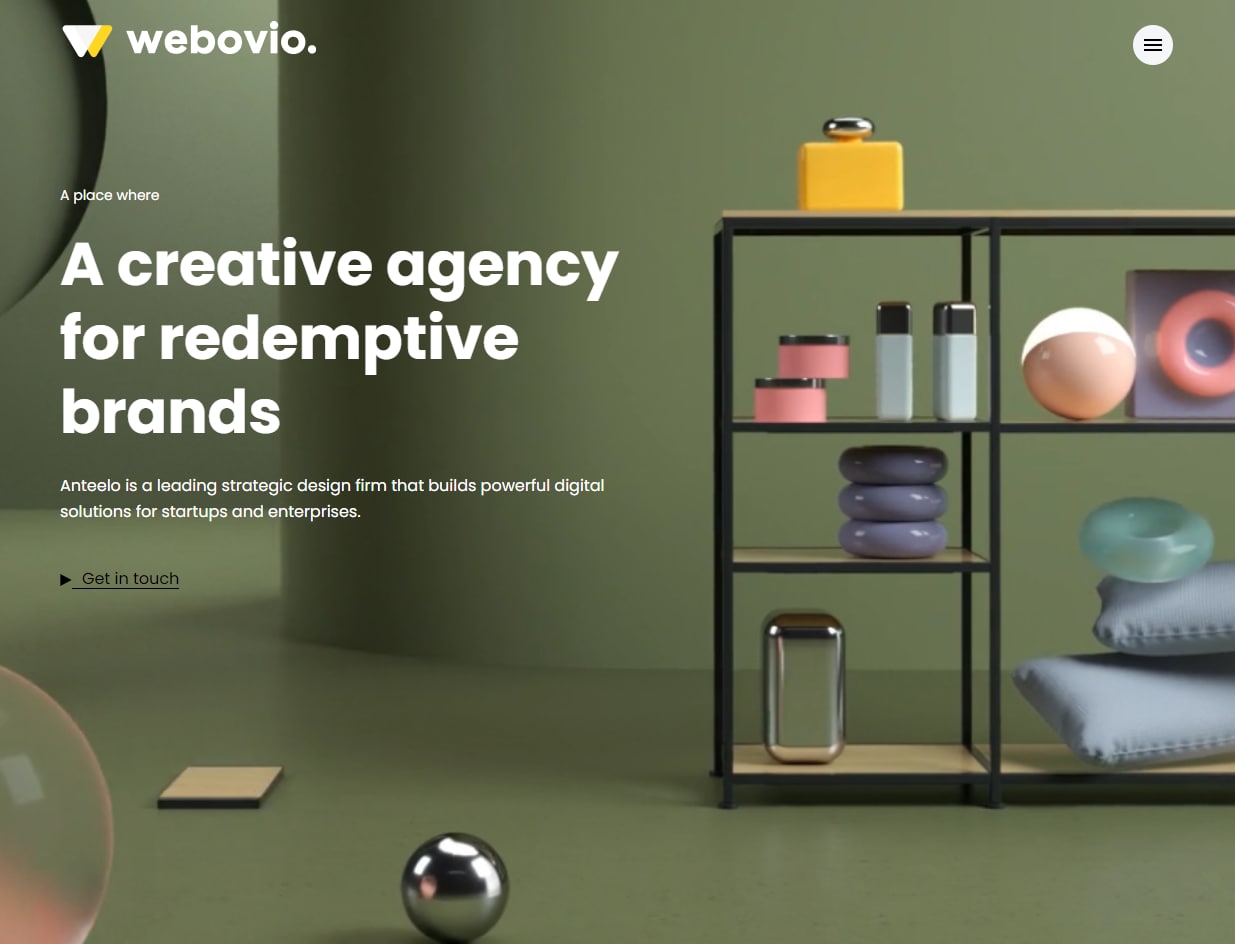 webovio.
A place where
A creative agency
for redemptive
brands
Anteelo is a leading strategic design firm that builds powerful digital
solutions for startups and enterprises.
Get in touch